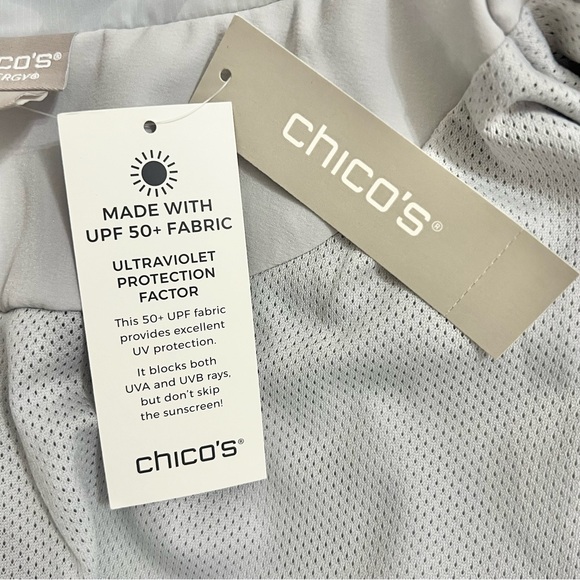 CO'S®
ERGY®
chico's®
MADE WITH
UPF 50+ FABRIC
ULTRAVIOLET
PROTECTION
FACTOR
This 50+ UPF fabric
provides excellent
UV protection.
It blocks both
UVA and UVB rays,
but don't skip
the sunscreen!
chico's®